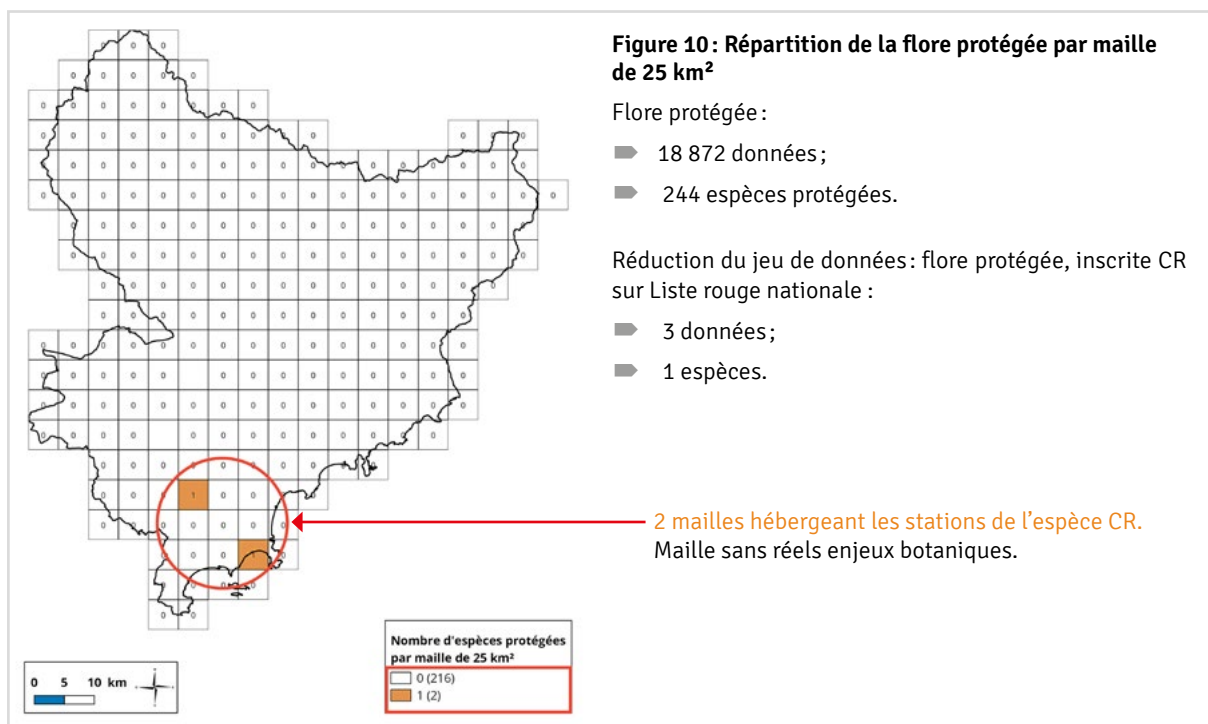 Figure 10 : Répartition de la flore protégée par maille
de 25 km²
Flore protégée :
18 872 données ;
244 espèces protégées.
Réduction du jeu de données : flore protégée, inscrite CR
sur Liste rouge nationale :
3 données ;
1 espèces.
2 mailles hébergeant les stations de l’espèce CR.
Maille sans réels enjeux botaniques.
Nombre d'espèces protégées
par maille de 25 km²
0 (216)
1 (2)
0 5 10 km